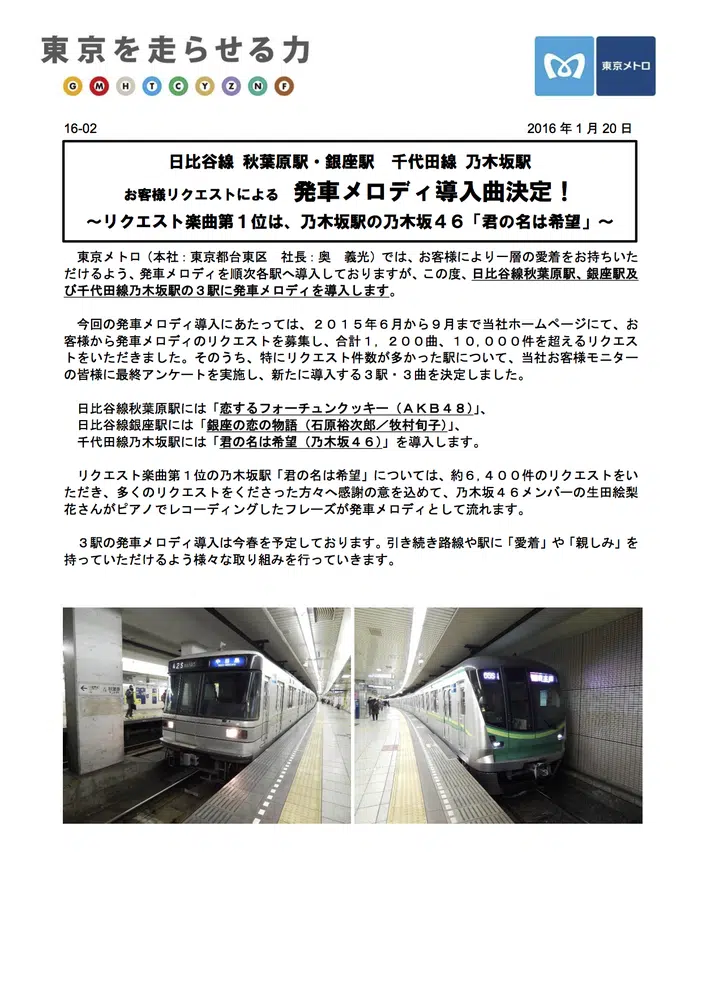 東京を走らせる力
G M H T C Y Z N F
東京メトロ
16-02
2016年1月20日
日比谷線 秋葉原駅・銀座駅　千代田線 乃木坂駅
お客様リクエストによる　発車メロディ導入曲決定！
～リクエスト楽曲第１位は、乃木坂駅の乃木坂４６「君の名は希望」～
　東京メトロ（本社：東京都台東区　社長：奥　義光）では、お客様により一層の愛着をお持ちいた
だけるよう、発車メロディを順次各駅へ導入しておりますが、この度、日比谷線秋葉原駅、銀座駅及
び千代田線乃木坂駅の３駅に発車メロディを導入します。
　今回の発車メロディ導入にあたっては、２０１５年６月から９月まで当社ホームページにて、お
客様から発車メロディのリクエストを募集し、合計１，２００曲、１０，０００件を超えるリクエス
トをいただきました。そのうち、特にリクエスト件数が多かった駅について、当社お客様モニター
の皆様に最終アンケートを実施し、新たに導入する３駅・３曲を決定しました。
　日比谷線秋葉原駅には「恋するフォーチュンクッキー（ＡＫＢ４８）」、
　日比谷線銀座駅には「銀座の恋の物語（石原裕次郎／牧村旬子）」、
　千代田線乃木坂駅には「君の名は希望（乃木坂４６）」を導入します。
　リクエスト楽曲第１位の乃木坂駅「君の名は希望」については、約６，４００件のリクエストをい
ただき、多くのリクエストをくださった方々へ感謝の意を込めて、乃木坂４６メンバーの生田絵梨
花さんがピアノでレコーディングしたフレーズが発車メロディとして流れます。
　３駅の発車メロディ導入は今春を予定しております。引き続き路線や駅に「愛着」や「親しみ」を
持っていただけるよう様々な取り組みを行っていきます。